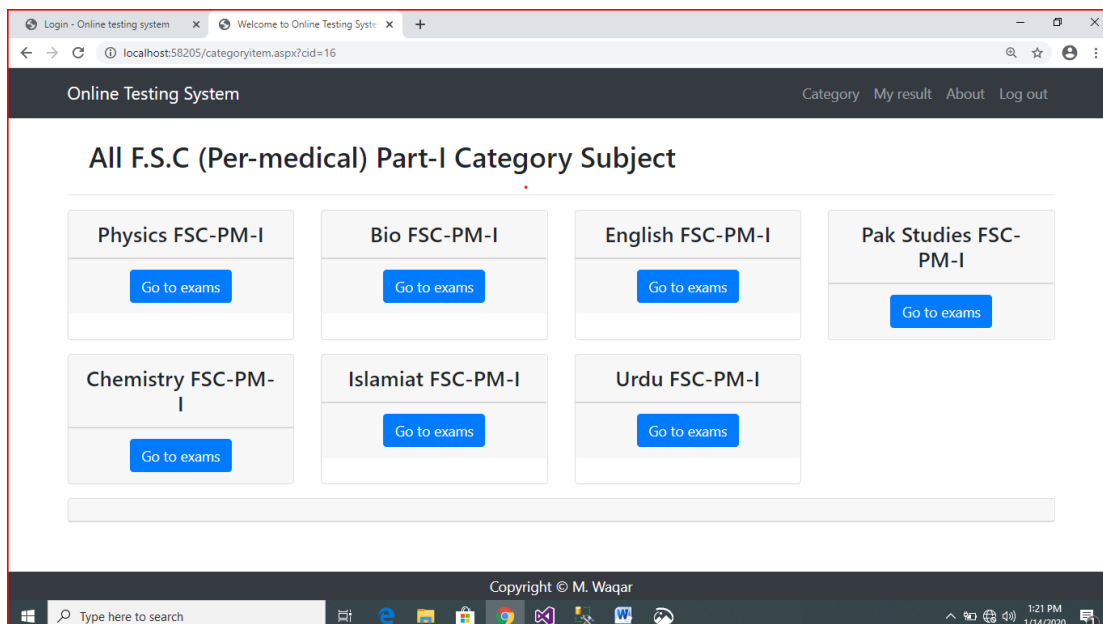 Login - Online testing system
Welcome to Online Testing Syste
localhost:58205/categoryitem.aspx?cid=16
Online Testing System
Category My result About Log out
All F.S.C (Per-medical) Part-I Category Subject
Physics FSC-PM-I
Go to exams
Bio FSC-PM-I
Go to exams
English FSC-PM-I
Go to exams
Pak Studies FSC-
PM-I
Go to exams
Chemistry FSC-PM-
I
Go to exams
Islamiat FSC-PM-I
Go to exams
Urdu FSC-PM-I
Go to exams
Copyright © M. Waqar
Type here to search
1:21 PM
1/14/2020